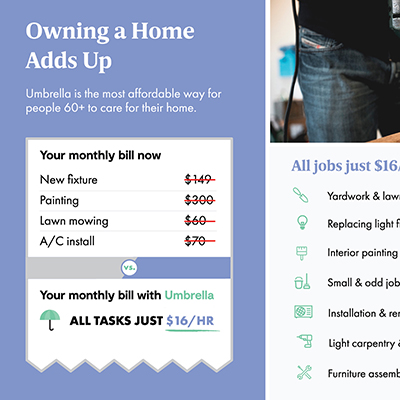 Owning a Home
Adds Up
Umbrella is the most affordable way for
people 60+ to care for their home.
Your monthly bill now
New fixture $149
Painting $300
Lawn mowing $60
A/C install $70
vs.
Your monthly bill with Umbrella
ALL TASKS JUST $16/HR
All jobs just $16/
Yardwork & law
Replacing light f
Interior painting
Small & odd job
Installation & re
Light carpentry &
Furniture assemb